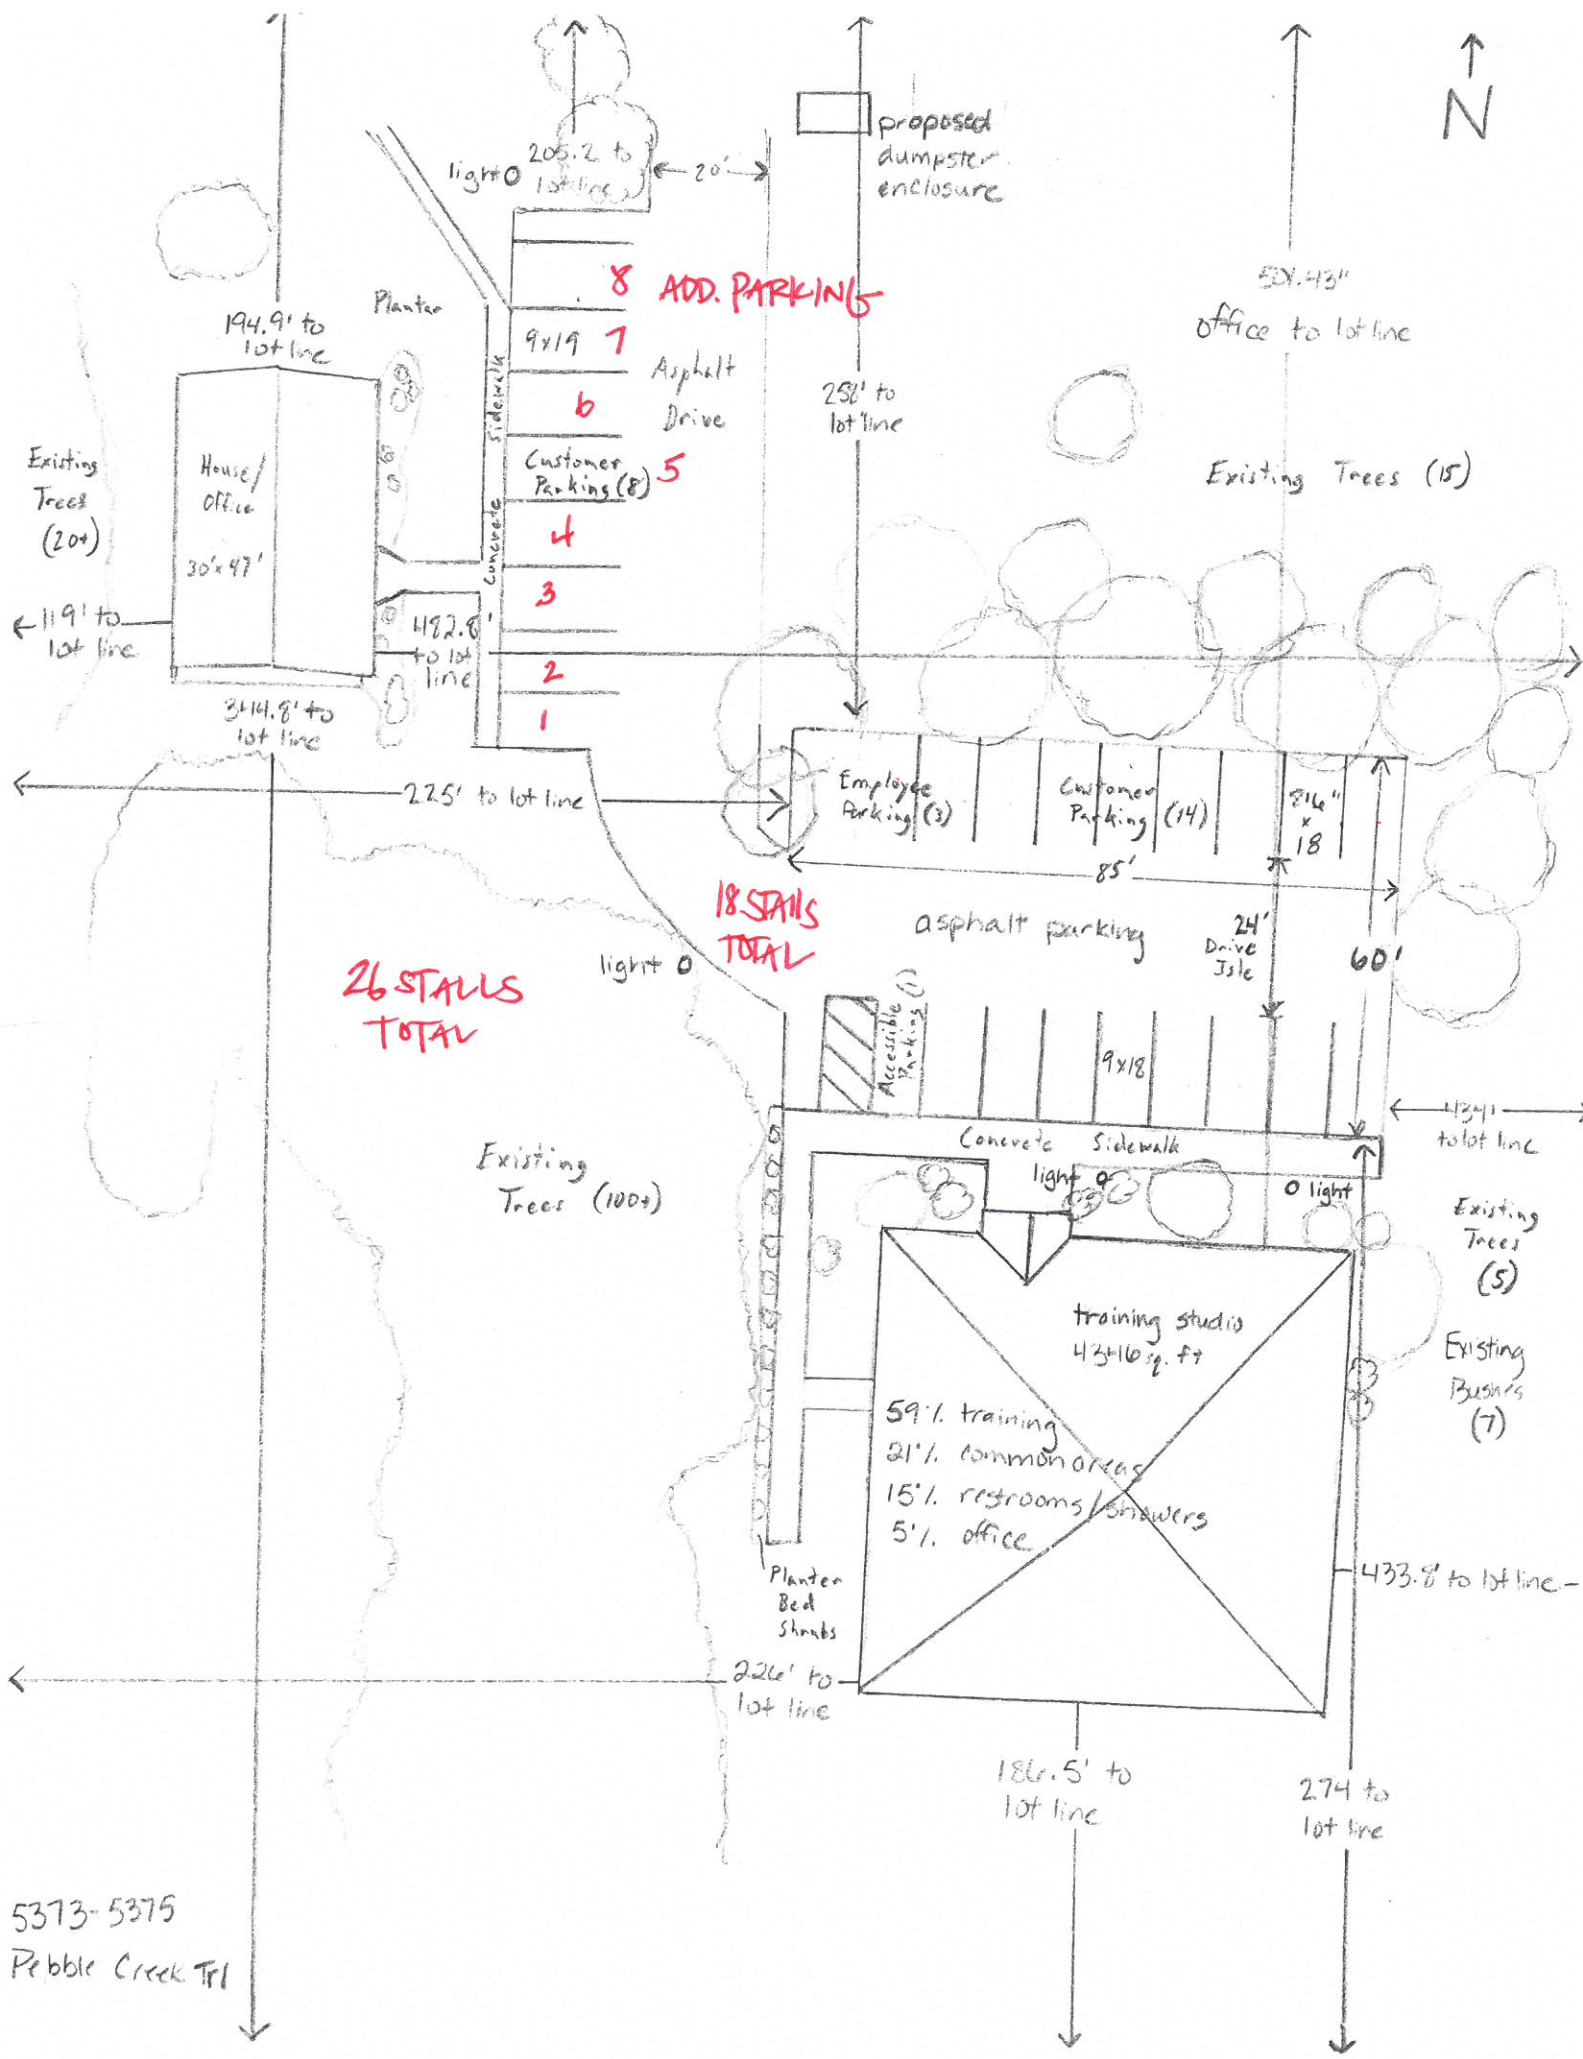 N
proposed
dumpster
enclosure
light
205.2 to
lot line
20'
8 ADD. PARKING
Planter
194.9' to
lot line
501.43"
office to lot line
9x19 7
Asphalt
Drive
Sidewalk
6
258' to
lot line
Existing
Trees
(20+)
House/
Office
30'x47'
Customer
Parking (8) 5
Existing Trees (15)
Concrete
4
3
119' to
lot line
482.8'
to lot
line
2
1
344.8' to
lot line
225' to lot line
Employee
Parking (3)
Customer
Parking (14)
8'6"
x
18
85'
18 STALLS
TOTAL
asphalt parking
24'
Drive
Isle
60'
light
26 STALLS
TOTAL
Accessible
Parking (1)
9x18
434'
to lot line
Concrete Sidewalk
light
light
Existing
Trees (100+)
Existing
Trees
(5)
training studio
sq. ft
Existing
Bushes
(7)
59% training
21% common areas
15% restrooms/showers
5% office
Planter
Bed
Shrubs
433.8' to lot line
226' to
lot line
186.5' to
lot line
274 to
lot line
5373-5375
Pebble Creek Trl